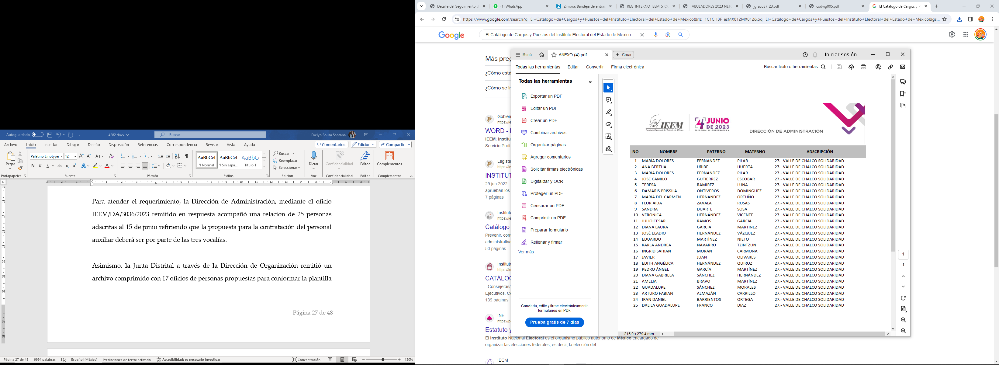 Autoguardado
4282.docx
Buscar
Evelyn Souza Santana
Archivo Inicio Insertar Dibujar Diseño Disposición Referencias Correspondencia Revisar Vista Ayuda
Comentarios Edición Compartir
Pegar
Palatino Linotype 12
AaBbCcI AaBbCcI AaBbCc
Normal Sin espa... Título 1
Buscar
Reemplazar
Seleccionar
Dictar Confidencialidad Editor Complementos
Portapapeles Fuente Párrafo Estilos Edición Voz Confidencialidad Editor Complementos
Para atender el requerimiento, la Dirección de Administración, mediante el oficio
IEEM/DA/3036/2023 remitido en respuesta acompañó una relación de 25 personas
adscritas al 15 de junio refiriendo que la propuesta para la contratación del personal
auxiliar deberá ser por parte de las tres vocalías.
Asimismo, la Junta Distrital a través de la Dirección de Organización remitió un
archivo comprimido con 17 oficios de personas propuestas para conformar la plantilla
Página 27 de 48
Página 27 de 48 9994 palabras Español (México) Predicciones de texto: activado Accesibilidad: es necesario investigar Concentración 130%
Detalle del Seguimiento d
(1) WhatsApp
Zimbra: Bandeja de entra
REG_INTERNO_IEEM_5_O
TABULADORES 2023 NET
jg_acu37_23.pdf
codvig005.pdf
El Catálogo de Cargos y P
https://www.google.com/search?q=El+Catálogo+de+Cargos+y+Puestos+del+Instituto+Electoral+del+Estado+de+México&rlz=1C1CHBF_esMX812MX812&oq=El+Catálogo+de+Cargos+y+Puestos+del+Instituto+Electoral+del+Estado+de+México&gs...
Google
El Catálogo de Cargos y Puestos del Instituto Electoral del Estado de México
Más preg
¿Cómo está
¿Cómo se in
Gobiern
https://le
WORD -
IEEM: Institu
Servicio Profe
Legiste
https://le
INSTITUT
29 jun 2022 —
aprueban los
7 páginas
Instituto
https://ie
Catálogo
Prevenir, corr
administrativa
50 páginas
Instituto
https://ie
CATÁLOG
- Consejeras/
Ejecutivos, Co
139 páginas
INE
https://p
Estatuto y
El Instituto Nacional Electoral es el organismo público autónomo de México encargado de
organizar las elecciones federales, es decir, la elección del ...
IECM
Menú
ANEXO (4).pdf
Crear
Iniciar sesión
Todas las herramientas Editar Convertir Firma electrónica
Buscar texto o herramientas
Todas las herramientas
Exportar un PDF
Editar un PDF
Crear un PDF
Combinar archivos
Organizar páginas
Agregar comentarios
Solicitar firmas electrónicas
Digitalizar y OCR
Proteger un PDF
Censurar un PDF
Comprimir un PDF
Preparar formulario
Rellenar y firmar
Ver más
Convierta, edite y firme electrónicamente
formularios en PDF.
Prueba gratis de 7 días
IEEM
Instituto Electoral del Estado de México
4 JUNIO
DE 2023
ELECCIÓN DE GUBERNATURA
DIRECCIÓN DE ADMINISTRACIÓN
NO NOMBRE PATERNO MATERNO ADSCRIPCIÓN
1 MARÍA DOLORES FERNANDEZ PILAR 27.- VALLE DE CHALCO SOLIDARIDAD
2 ANA BERTHA URIBE HUERTA 27.- VALLE DE CHALCO SOLIDARIDAD
3 MARÍA DOLORES FERNANDEZ PILAR 27.- VALLE DE CHALCO SOLIDARIDAD
4 JOSÉ CAMILO GUTIÉRREZ ESCOBAR 27.- VALLE DE CHALCO SOLIDARIDAD
5 TERESA RAMIREZ LUNA 27.- VALLE DE CHALCO SOLIDARIDAD
6 DAMARIS PRISSILA ONTIVEROS DOMINGUEZ 27.- VALLE DE CHALCO SOLIDARIDAD
7 MARÍA DEL CARMÉN HERNÁNDEZ ORTUÑO 27.- VALLE DE CHALCO SOLIDARIDAD
8 FLOR AIDA ZAVALA ROSAS 27.- VALLE DE CHALCO SOLIDARIDAD
9 SANDRA DUARTE SOSA 27.- VALLE DE CHALCO SOLIDARIDAD
10 VERONICA HERNÁNDEZ VICENTE 27.- VALLE DE CHALCO SOLIDARIDAD
11 JULIO CESAR RAMOS GARCIA 27.- VALLE DE CHALCO SOLIDARIDAD
12 DIANA LAURA GARCIA MARTINEZ 27.- VALLE DE CHALCO SOLIDARIDAD
13 JOSÉ ELADIO HERNÁNDEZ VÁZQUEZ 27.- VALLE DE CHALCO SOLIDARIDAD
14 EDUARDO MARTÍNEZ NIETO 27.- VALLE DE CHALCO SOLIDARIDAD
15 KARLA ANDREA NAVARRO TZINTZUN 27.- VALLE DE CHALCO SOLIDARIDAD
16 INGRID SAHIAN MORÁN CARMONA 27.- VALLE DE CHALCO SOLIDARIDAD
17 JAVIER JUAN OLIVARES 27.- VALLE DE CHALCO SOLIDARIDAD
18 EDITH ANGÉLICA HERNÁNDEZ QUIROZ 27.- VALLE DE CHALCO SOLIDARIDAD
19 PEDRO ÁNGEL GARCÍA MARTÍNEZ 27.- VALLE DE CHALCO SOLIDARIDAD
20 DIANA GABRIELA SÁNCHEZ HERNÁNDEZ 27.- VALLE DE CHALCO SOLIDARIDAD
21 AMELIA BRAVO MARTÍNEZ 27.- VALLE DE CHALCO SOLIDARIDAD
22 GUADALUPE SÁNCHEZ MORALES 27.- VALLE DE CHALCO SOLIDARIDAD
23 ARTURO FABIAN ALMAZÁN CARRILLO 27.- VALLE DE CHALCO SOLIDARIDAD
24 IRAN DANIEL BARRIENTOS ORTEGA 27.- VALLE DE CHALCO SOLIDARIDAD
25 DALILA GUADALUPE FRANCO DIAZ 27.- VALLE DE CHALCO SOLIDARIDAD
1
1
215.9 x 279.4 mm